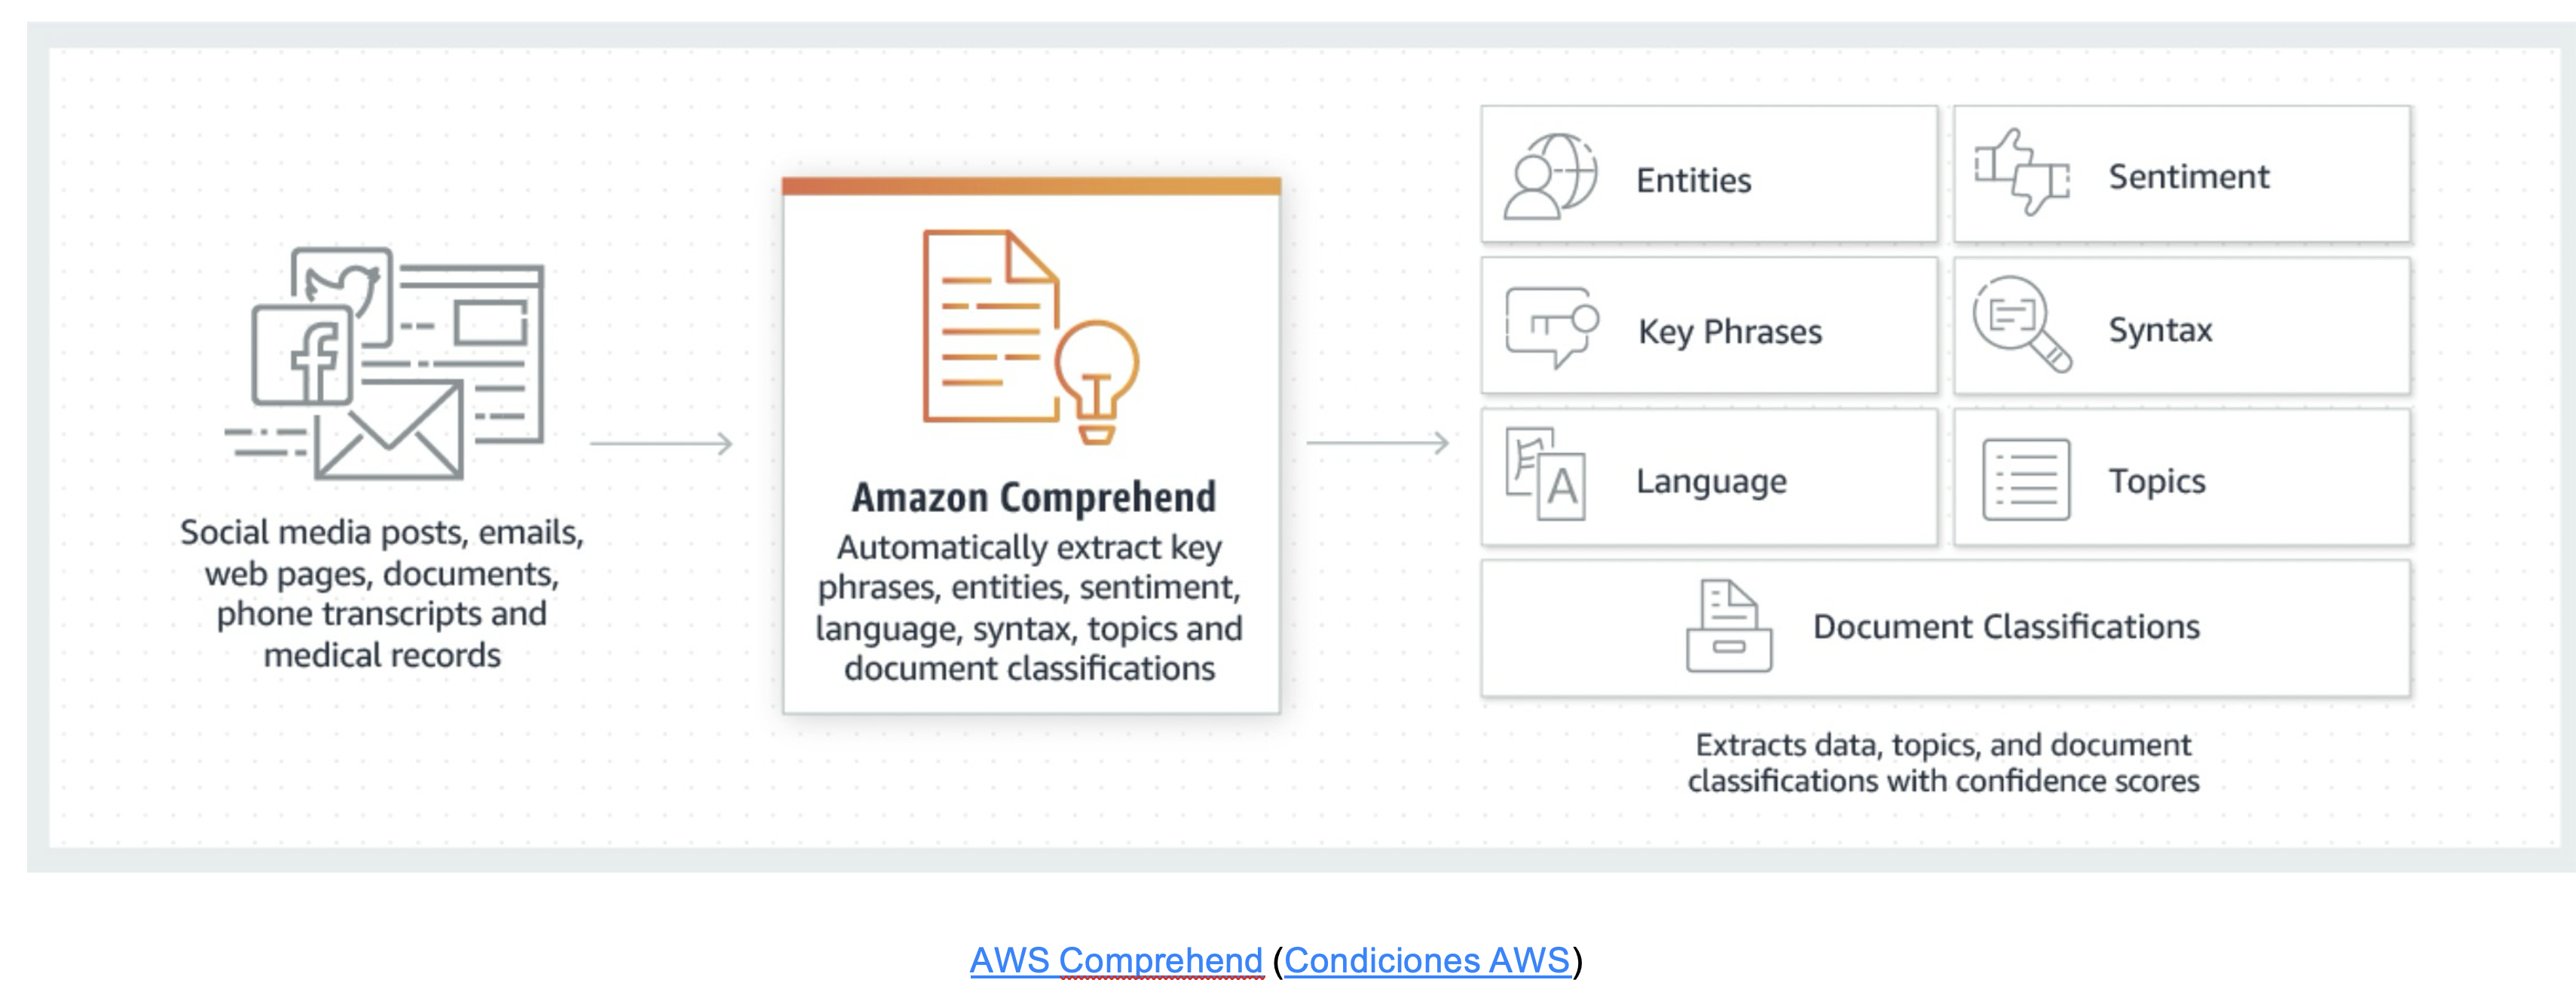 Social media posts, emails,
web pages, documents,
phone transcripts and
medical records
Amazon Comprehend
Automatically extract key
phrases, entities, sentiment,
language, syntax, topics and
document classifications
Entities
Sentiment
Key Phrases
Syntax
Language
A
Topics
Document Classifications
Extracts data, topics, and document
classifications with confidence scores
AWS Comprehend (Condiciones AWS)